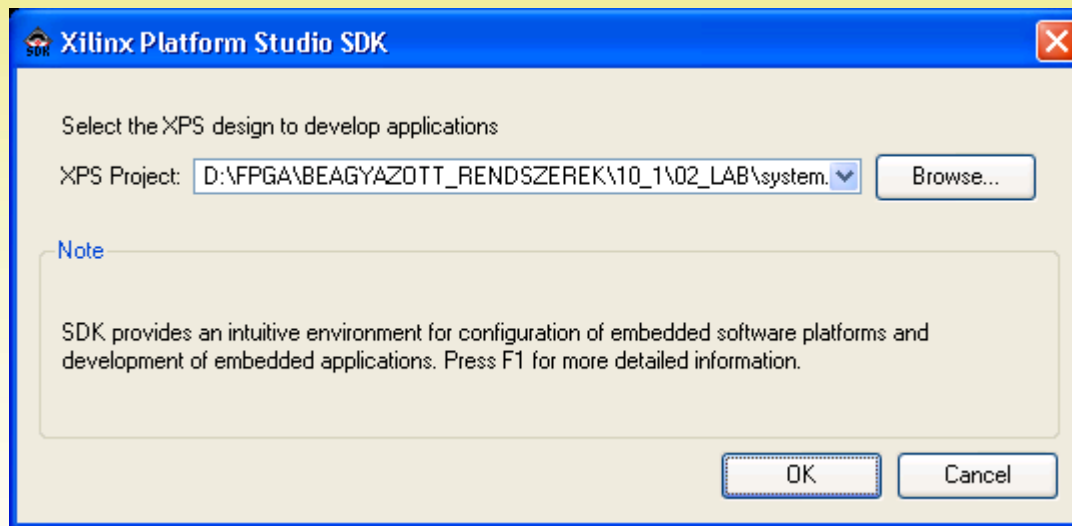 Xilinx Platform Studio SDK
Select the XPS design to develop applications
XPS Project: D:\FPGA\BEAGYAZOTT_RENDSZEREK\10_1\02_LAB\system. Browse...
Note
SDK provides an intuitive environment for configuration of embedded software platforms and
development of embedded applications. Press F1 for more detailed information.
OK Cancel